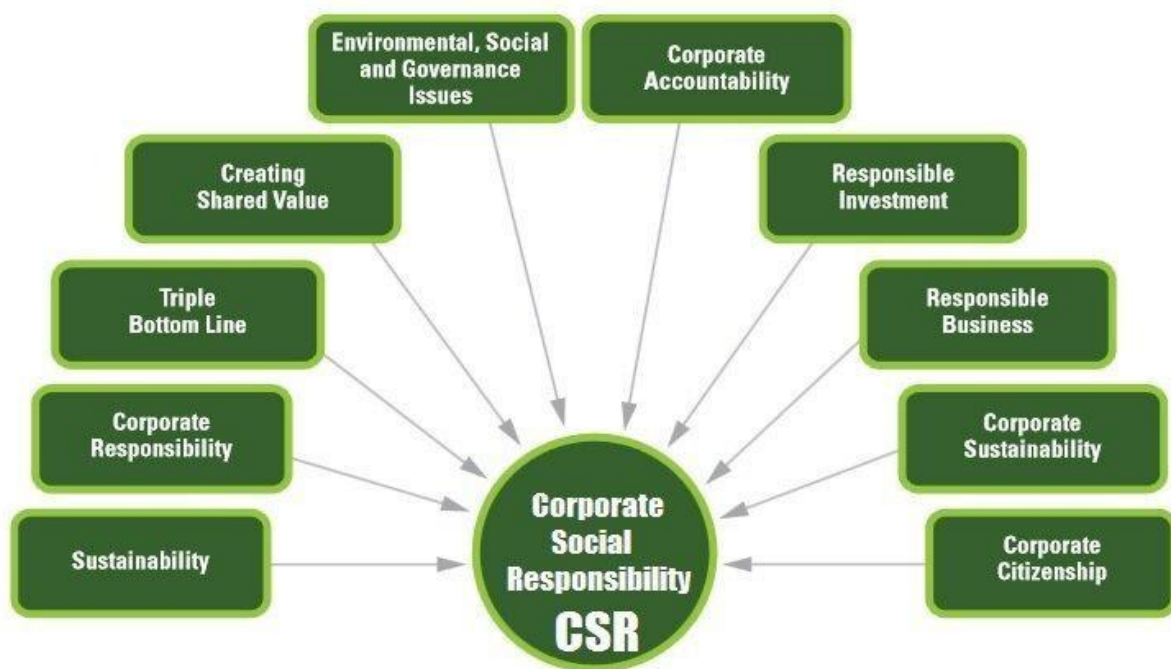 Environmental, Social
and Governance
Issues
Corporate
Accountability
Creating
Shared Value
Responsible
Investment
Triple
Bottom Line
Responsible
Business
Corporate
Responsibility
Corporate
Sustainability
Sustainability
Corporate
Citizenship
Corporate
Social
Responsibility
CSR